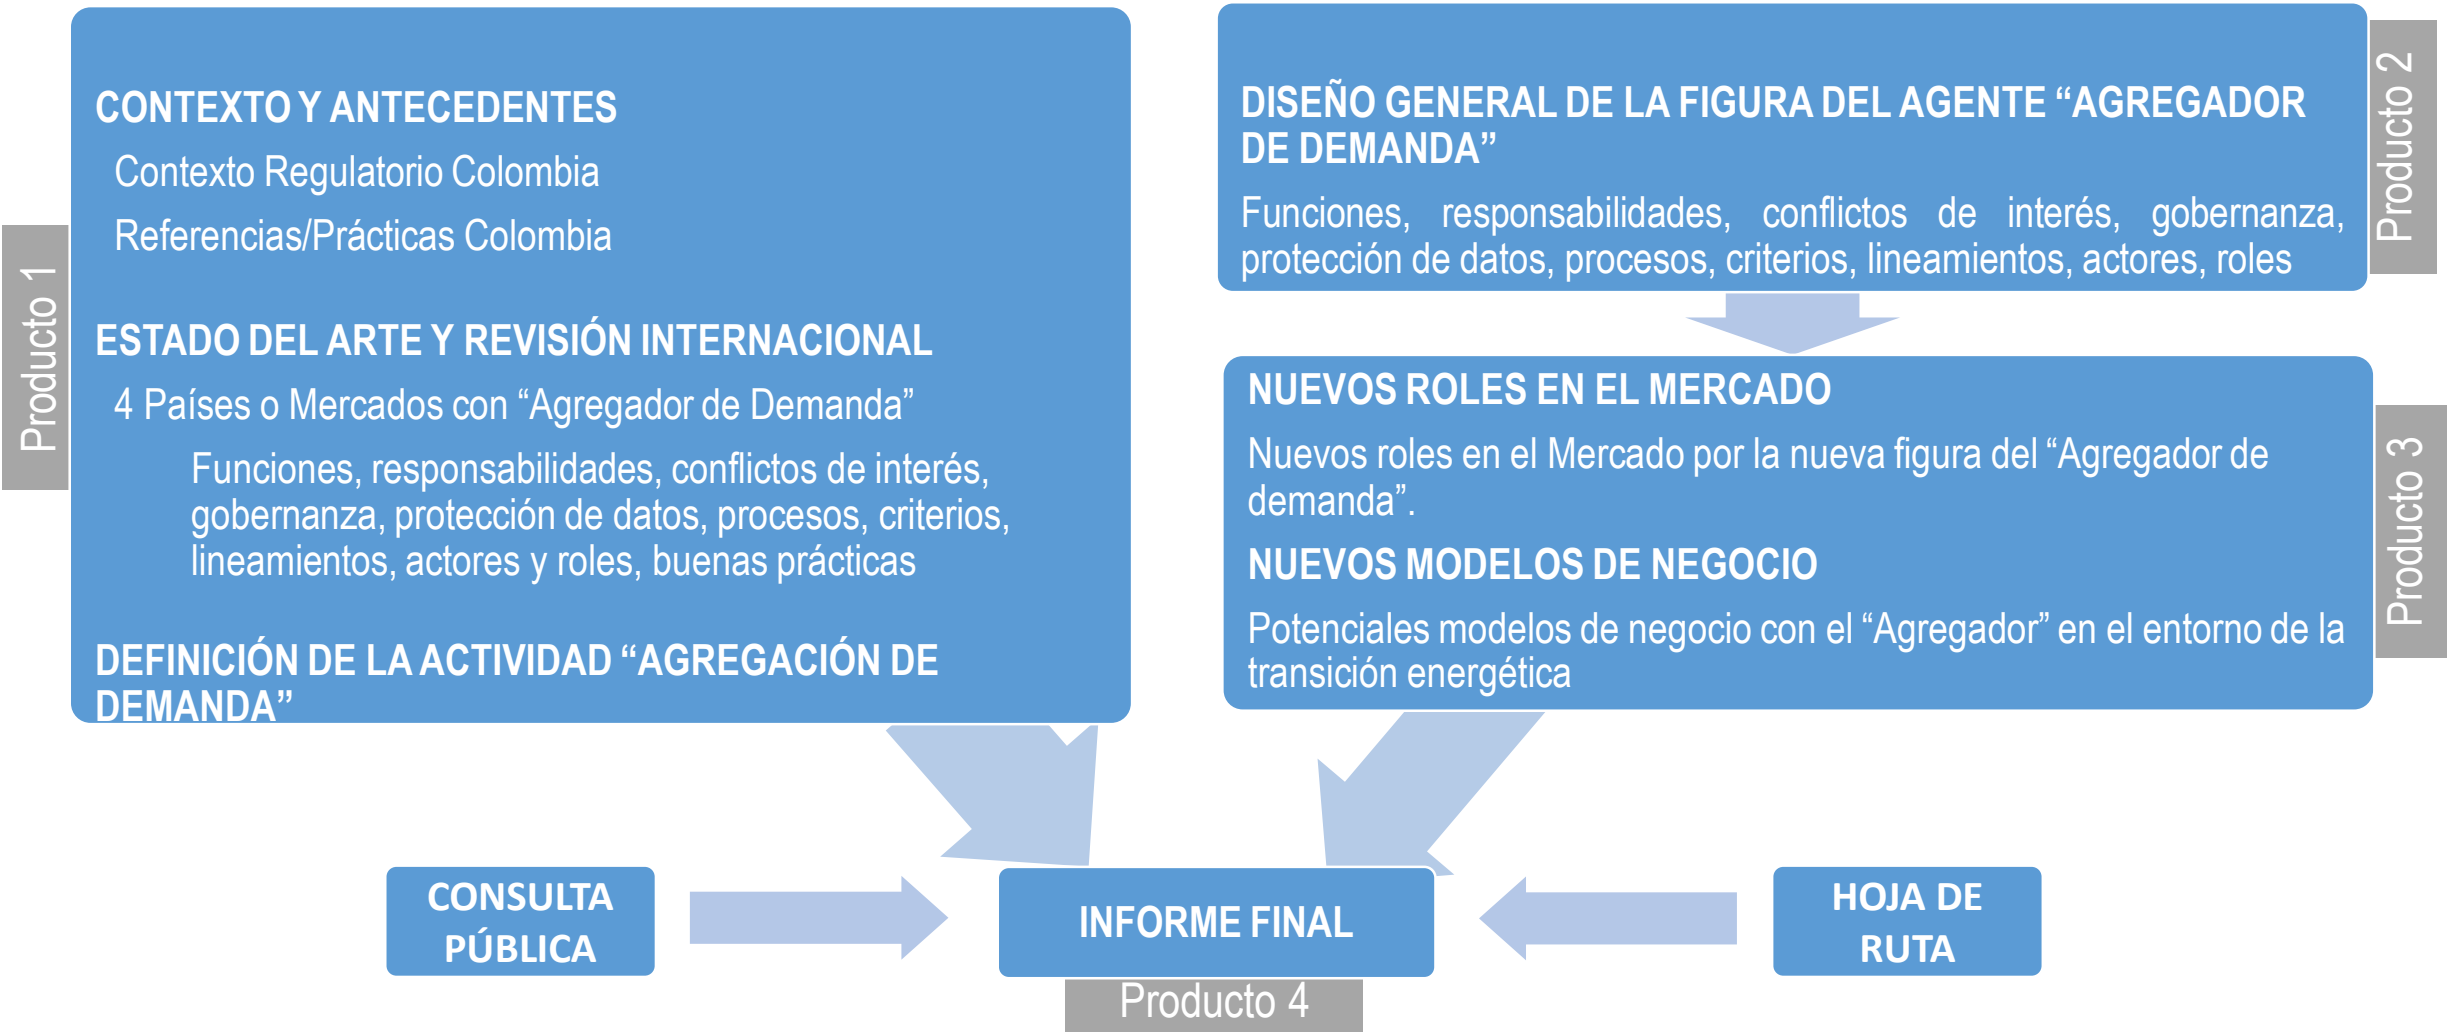 Producto 1
CONTEXTO Y ANTECEDENTES
Contexto Regulatorio Colombia
Referencias/Prácticas Colombia
ESTADO DEL ARTE Y REVISIÓN INTERNACIONAL
4 Países o Mercados con “Agregador de Demanda”
Funciones, responsabilidades, conflictos de interés,
gobernanza, protección de datos, procesos, criterios,
lineamientos, actores y roles, buenas prácticas
DEFINICIÓN DE LA ACTIVIDAD “AGREGACIÓN DE
DEMANDA”
DISEÑO GENERAL DE LA FIGURA DEL AGENTE “AGREGADOR
DE DEMANDA”
Funciones, responsabilidades, conflictos de interés, gobernanza,
protección de datos, procesos, criterios, lineamientos, actores, roles
Producto 2
NUEVOS ROLES EN EL MERCADO
Nuevos roles en el Mercado por la nueva figura del “Agregador de
demanda”.
NUEVOS MODELOS DE NEGOCIO
Potenciales modelos de negocio con el “Agregador” en el entorno de la
transición energética
Producto 3
CONSULTA
PÚBLICA
INFORME FINAL
Producto 4
HOJA DE
RUTA